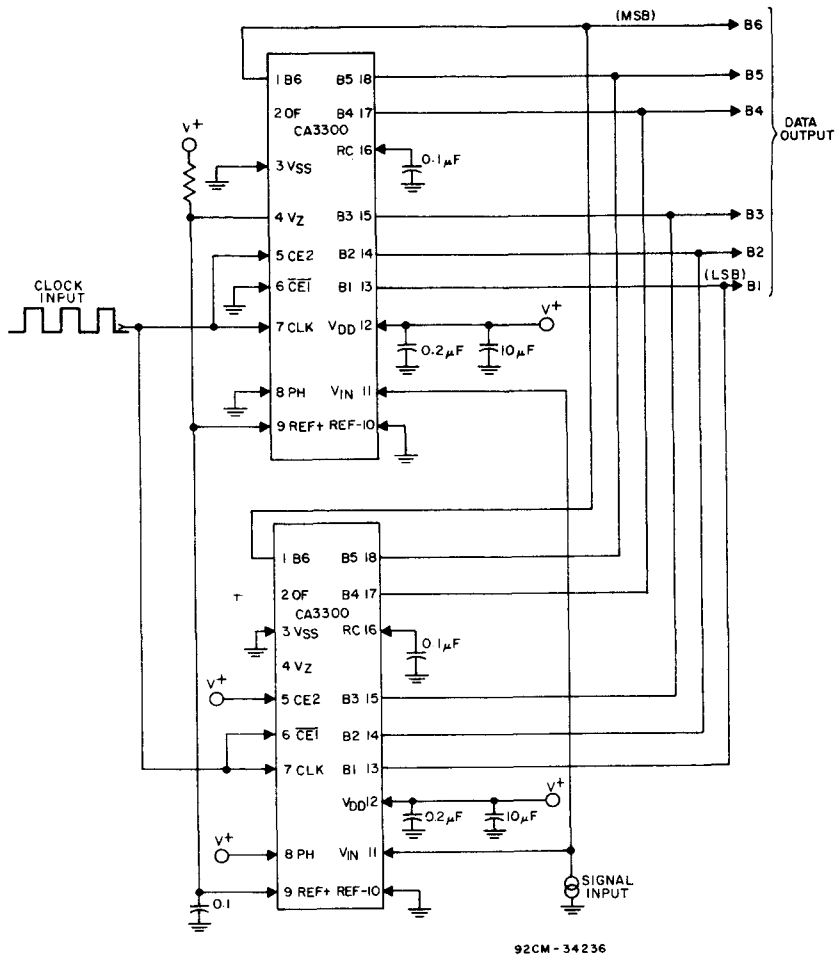 (MSB)
B6
B5
B4
DATA
OUTPUT
B3
B2
(LSB)
B1
1 B6
B5 18
2 OF
B4 17
CA3300
V+
RC 16
0.1μF
3 VSS
4 VZ
B3 15
5 CE2
B2 14
CLOCK
INPUT
6 CE1
B1 13
7 CLK
VDD 12
V+
0.2μF
10μF
8 PH
VIN 11
9 REF+
REF-10
1 B6
B5 18
2 OF
B4 17
CA3300
3 VSS
RC 16
0.1μF
4 VZ
V+
5 CE2
B3 15
6 CE1
B2 14
7 CLK
B1 13
VDD12
V+
0.2μF
10μF
V+
8 PH
VIN 11
9 REF+
REF-10
0.1
SIGNAL
INPUT
92CM-34236